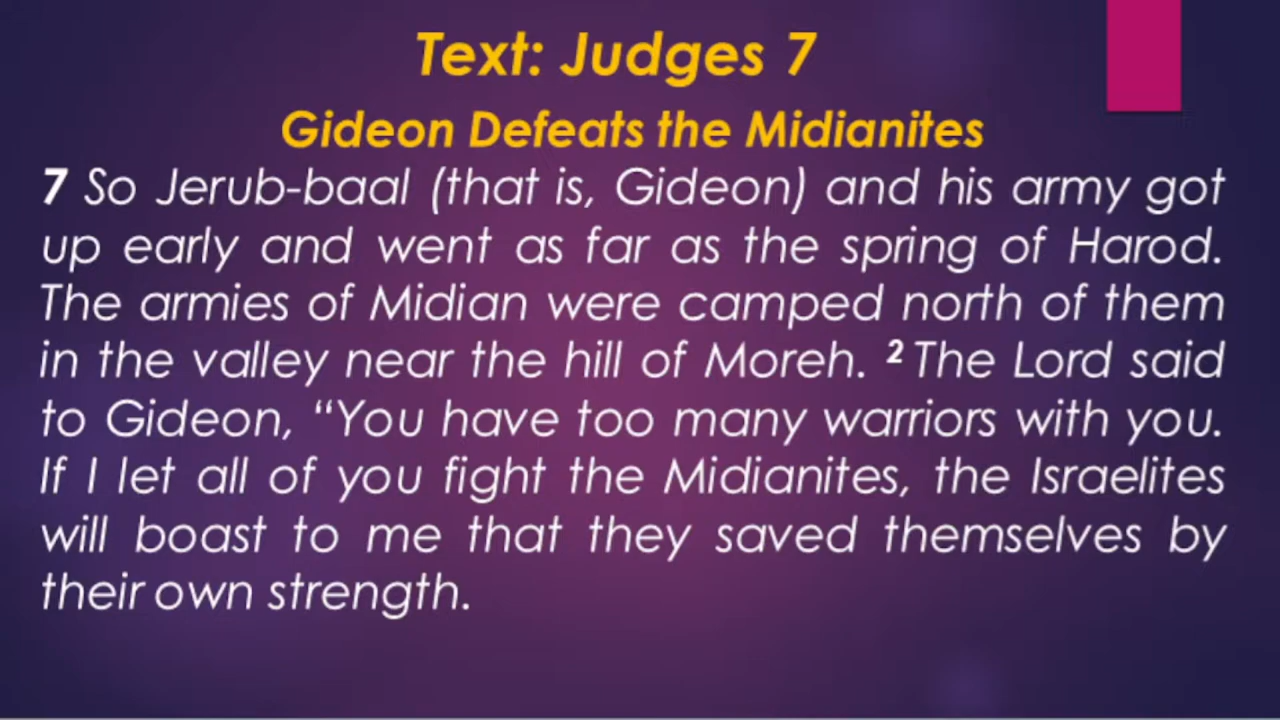 Text: Judges 7
Gideon Defeats the Midianites
7 So Jerub-baal (that is, Gideon) and his army got
up early and went as far as the spring of Harod.
The armies of Midian were camped north of them
in the valley near the hill of Moreh. 2 The Lord said
to Gideon, “You have too many warriors with you.
If I let all of you fight the Midianites, the Israelites
will boast to me that they saved themselves by
their own strength.